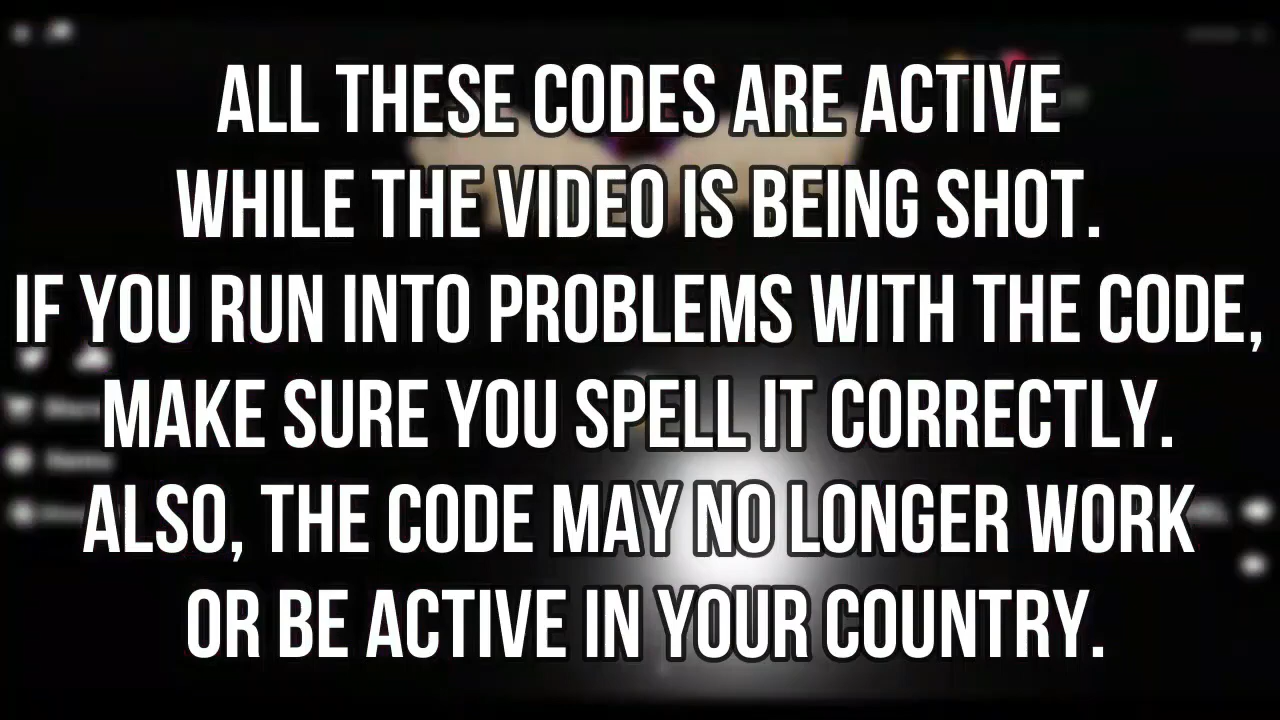 ALL THESE CODES ARE ACTIVE
WHILE THE VIDEO IS BEING SHOT.
IF YOU RUN INTO PROBLEMS WITH THE CODE,
MAKE SURE YOU SPELL IT CORRECTLY.
ALSO, THE CODE MAY NO LONGER WORK
OR BE ACTIVE IN YOUR COUNTRY.